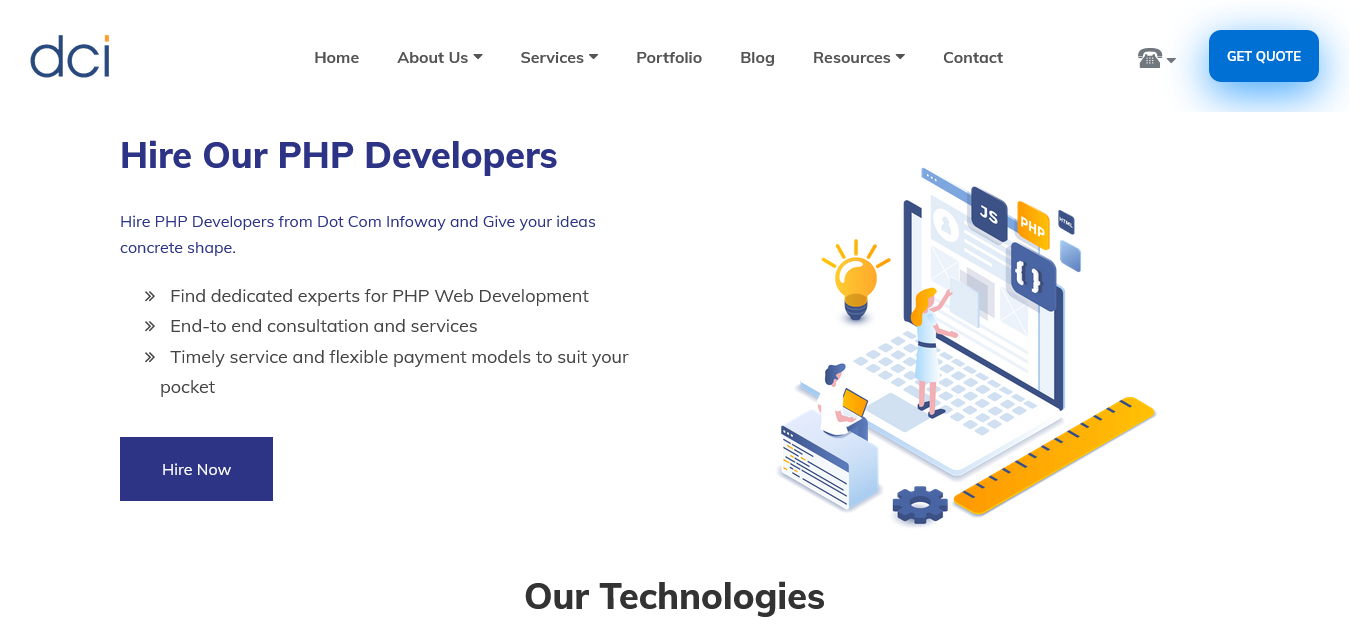 dci
Home About Us Services Portfolio Blog Resources Contact
GET QUOTE
Hire Our PHP Developers
Hire PHP Developers from Dot Com Infoway and Give your ideas
concrete shape.
Find dedicated experts for PHP Web Development
End-to end consultation and services
Timely service and flexible payment models to suit your
pocket
Hire Now
JS
PHP
HTML
{ }
Our Technologies